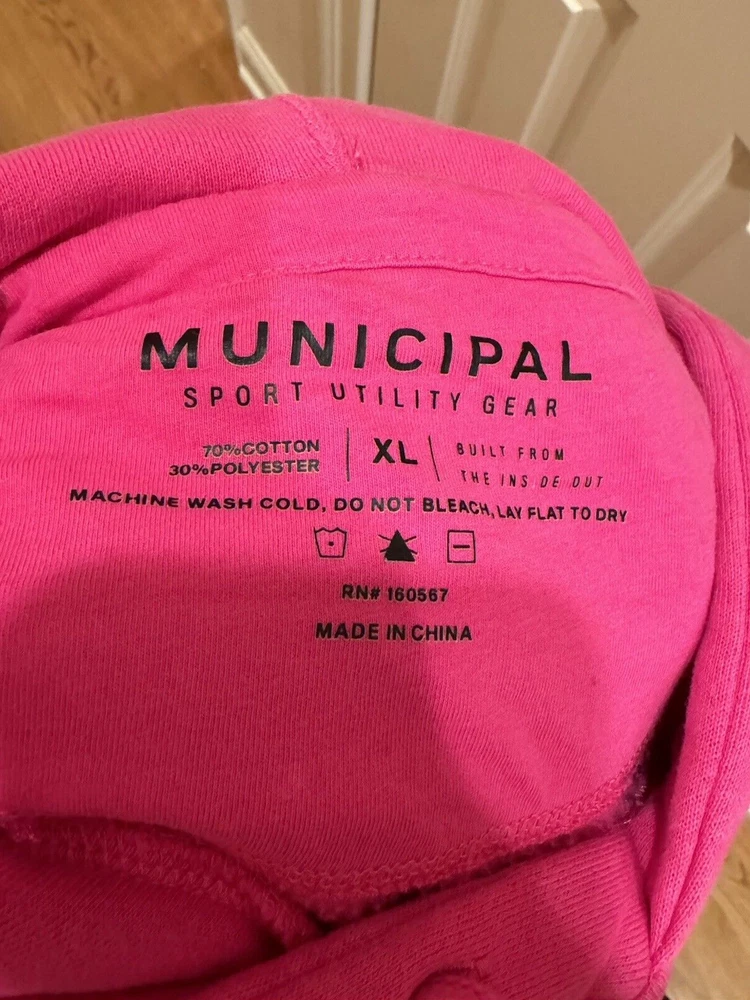 MUNICIPAL
SPORT UTILITY GEAR
70%COTTON
30%POLYESTER
XL
BUILT FROM
THE INS DE OUT
MACHINE WASH COLD, DO NOT BLEACH, LAY FLAT TO DRY
RN# 160567
MADE IN CHINA